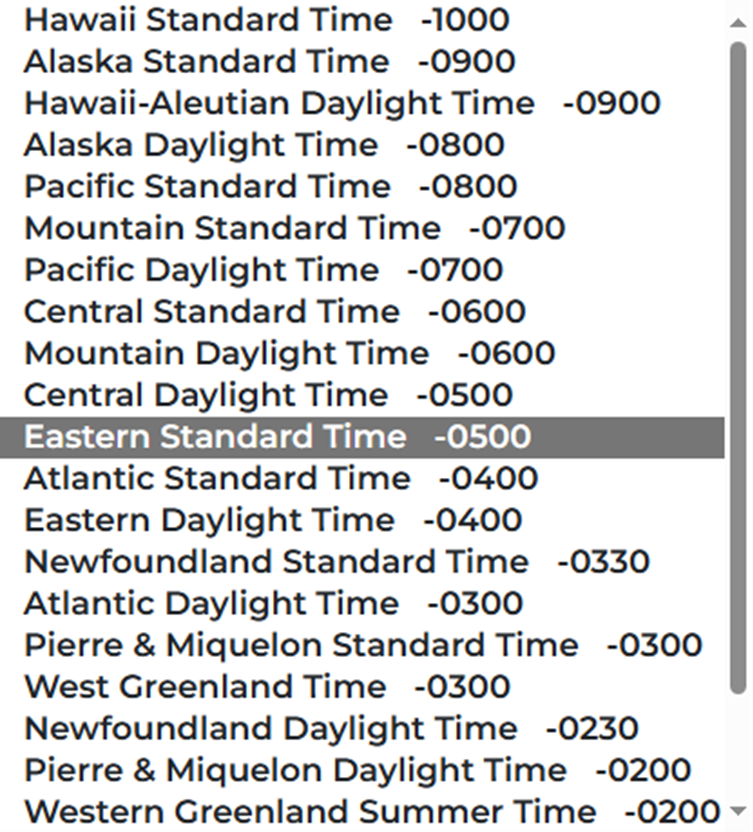 Hawaii Standard Time -1000
Alaska Standard Time -0900
Hawaii-Aleutian Daylight Time -0900
Alaska Daylight Time -0800
Pacific Standard Time -0800
Mountain Standard Time -0700
Pacific Daylight Time -0700
Central Standard Time -0600
Mountain Daylight Time -0600
Central Daylight Time -0500
Eastern Standard Time -0500
Atlantic Standard Time -0400
Eastern Daylight Time -0400
Newfoundland Standard Time -0330
Atlantic Daylight Time -0300
Pierre & Miquelon Standard Time -0300
West Greenland Time -0300
Newfoundland Daylight Time -0230
Pierre & Miquelon Daylight Time -0200
Western Greenland Summer Time -0200